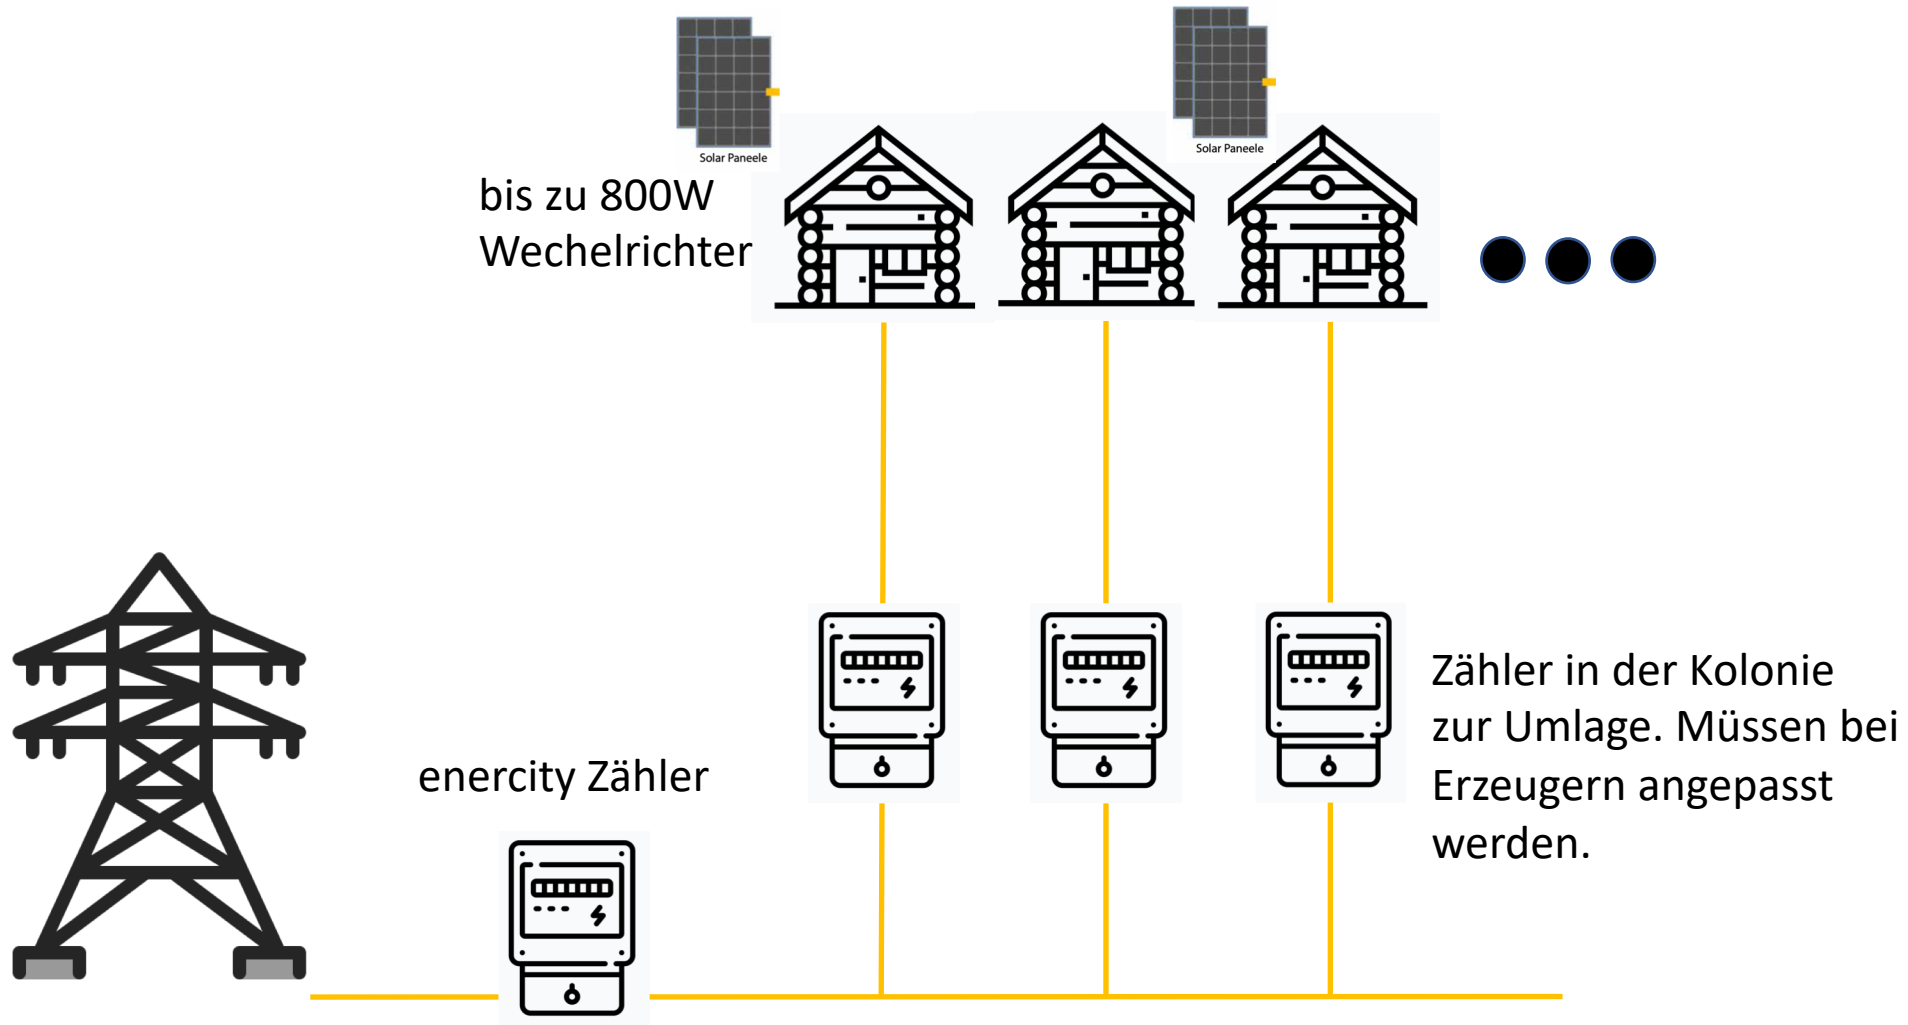 Solar Paneele
Solar Paneele
bis zu 800W
Wechelrichter
enercity Zähler
Zähler in der Kolonie
zur Umlage. Müssen bei
Erzeugern angepasst
werden.